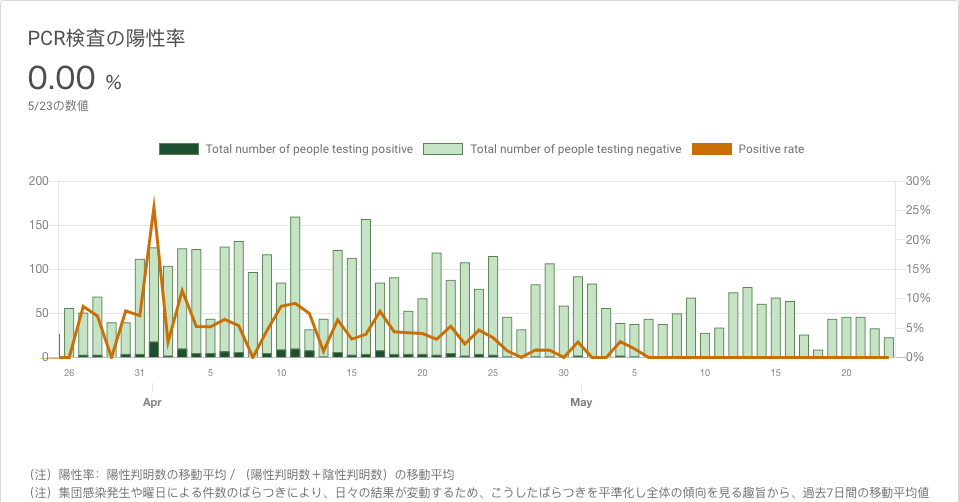 PCR検査の陽性率
0.00 %
5/23の数値
Total number of people testing positive Total number of people testing negative Positive rate
200 30%
25%
150 20%
100 15%
10%
50 5%
0 0%
26 31 5 10 15 20 25 30 5 10 15 20
Apr May
（注）陽性率：陽性判明数の移動平均 / （陽性判明数＋陰性判明数）の移動平均
（注）集団感染発生や曜日による件数のばらつきにより、日々の結果が変動するため、こうしたばらつきを平準化し全体の傾向を見る趣旨から、過去7日間の移動平均値